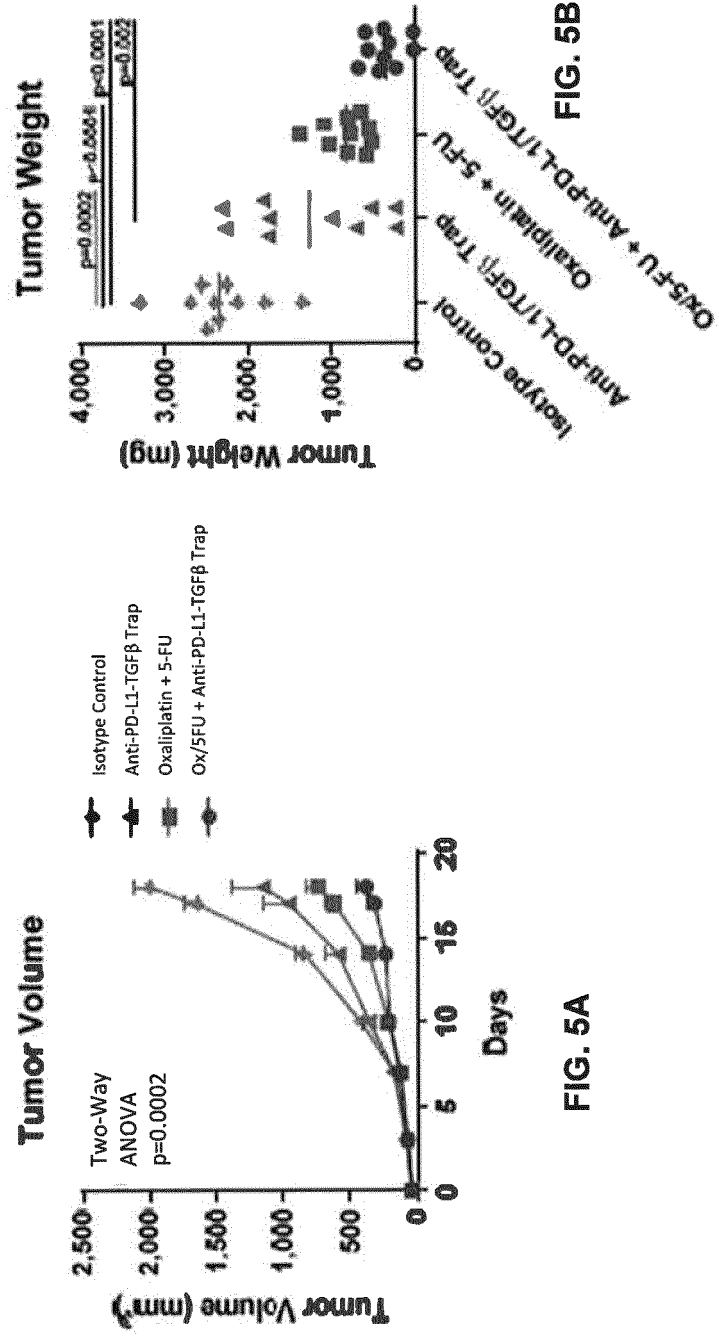 Tumor Volume
Two-Way
ANOVA
p=0.0002
Tumor Volume (mm³)
2,500
2,000
1,500
1,000
500
0
0
5
10
15
20
Days
Isotype Control
Anti-PD-L1-TGFβ Trap
Oxaliplatin + 5-FU
Ox/5FU + Anti-PD-L1-TGFβ Trap
FIG. 5A
Tumor Weight
p=0.0002
p<0.0001
p=0.002
Tumor Weight (mg)
4,000
3,000
2,000
1,000
0
Isotype Control
Anti-PD-L1/TGFβ Trap
Oxaliplatin + 5-FU
Ox/5-FU + Anti-PD-L1/TGFβ Trap
FIG. 5B